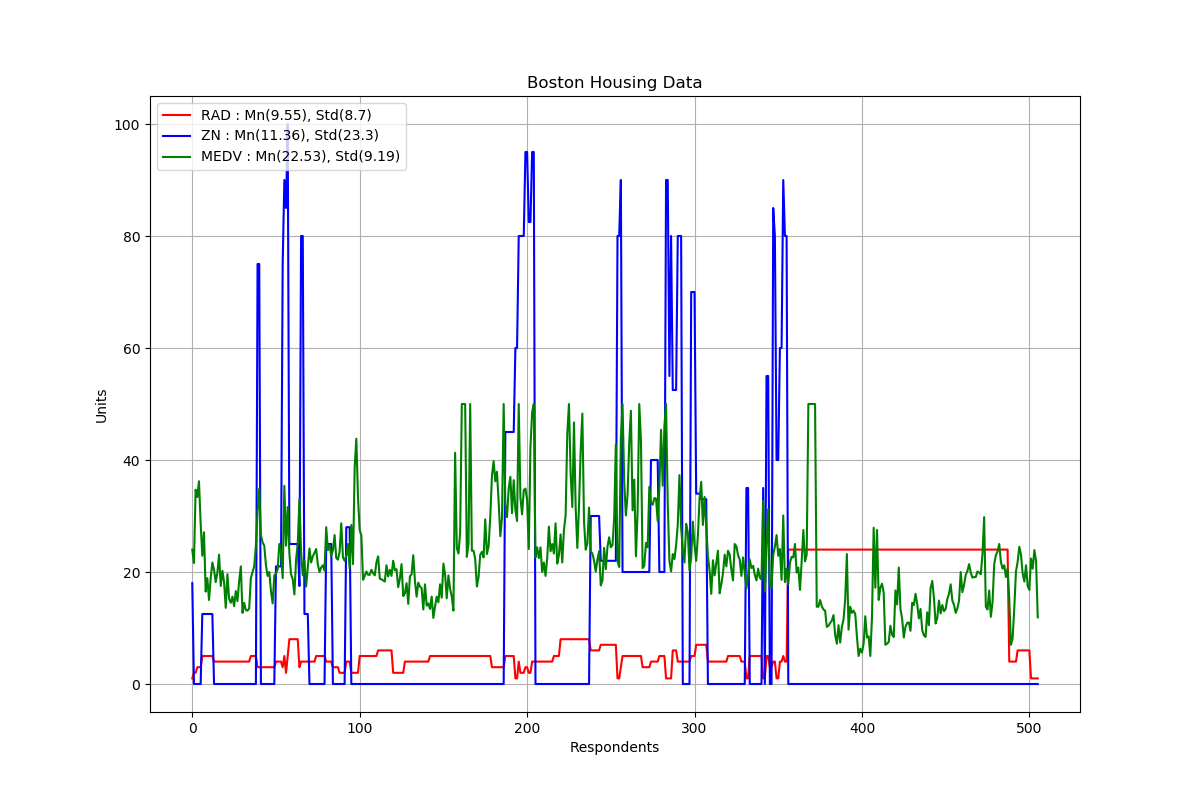 Boston Housing Data
RAD : Mn(9.55), Std(8.7)
ZN : Mn(11.36), Std(23.3)
MEDV : Mn(22.53), Std(9.19)
100
80
60
40
20
0
Units
0 100 200 300 400 500
Respondents